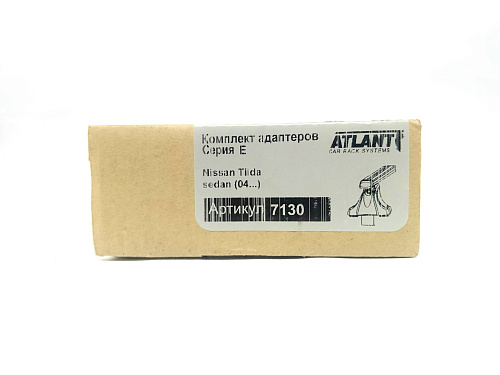 Комплект адаптеров
Серия E
ATLANT
CAR RACK SYSTEMS
Nissan Tiida
sedan (04...)
Артикул 7130